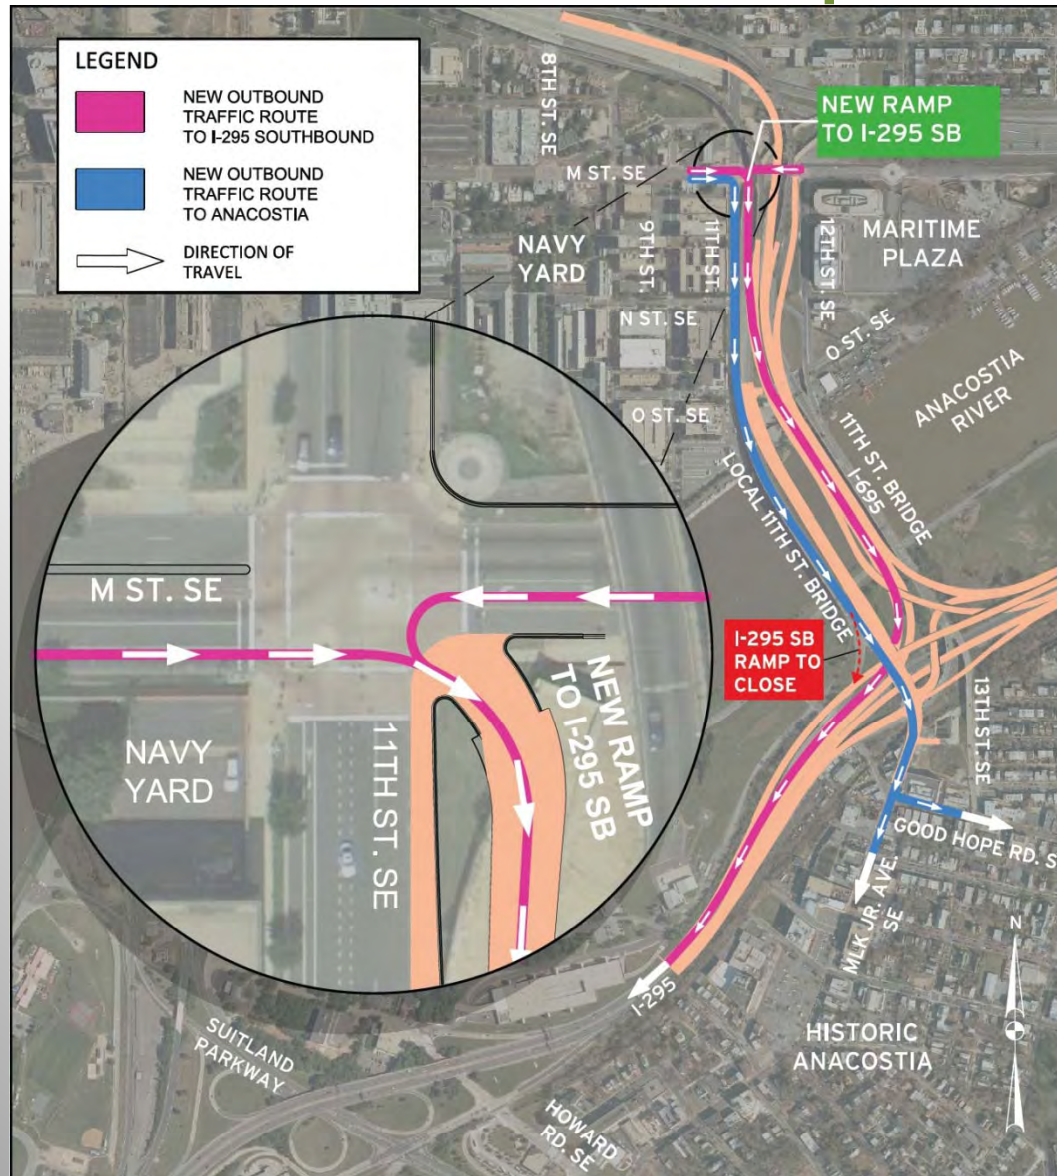 LEGEND
NEW OUTBOUND
TRAFFIC ROUTE
TO I-295 SOUTHBOUND
NEW OUTBOUND
TRAFFIC ROUTE
TO ANACOSTIA
DIRECTION OF
TRAVEL
8TH ST. SE
NEW RAMP
TO I-295 SB
M ST. SE
NAVY
YARD
9TH ST.
11TH ST.
12TH ST. SE
MARITIME
PLAZA
N ST. SE
O ST. SE
O ST. SE
ANACOSTIA
RIVER
11TH ST. BRIDGE
I-695
LOCAL 11TH ST. BRIDGE
I-295 SB
RAMP TO
CLOSE
13TH ST. SE
GOOD HOPE RD. S
MLK JR. AVE.
SE
I-295
N
HISTORIC
ANACOSTIA
SUITLAND
PARKWAY
HOWARD
RD. SE
M ST. SE
NAVY
YARD
11TH ST. SE
NEW RAMP
TO I-295 SB